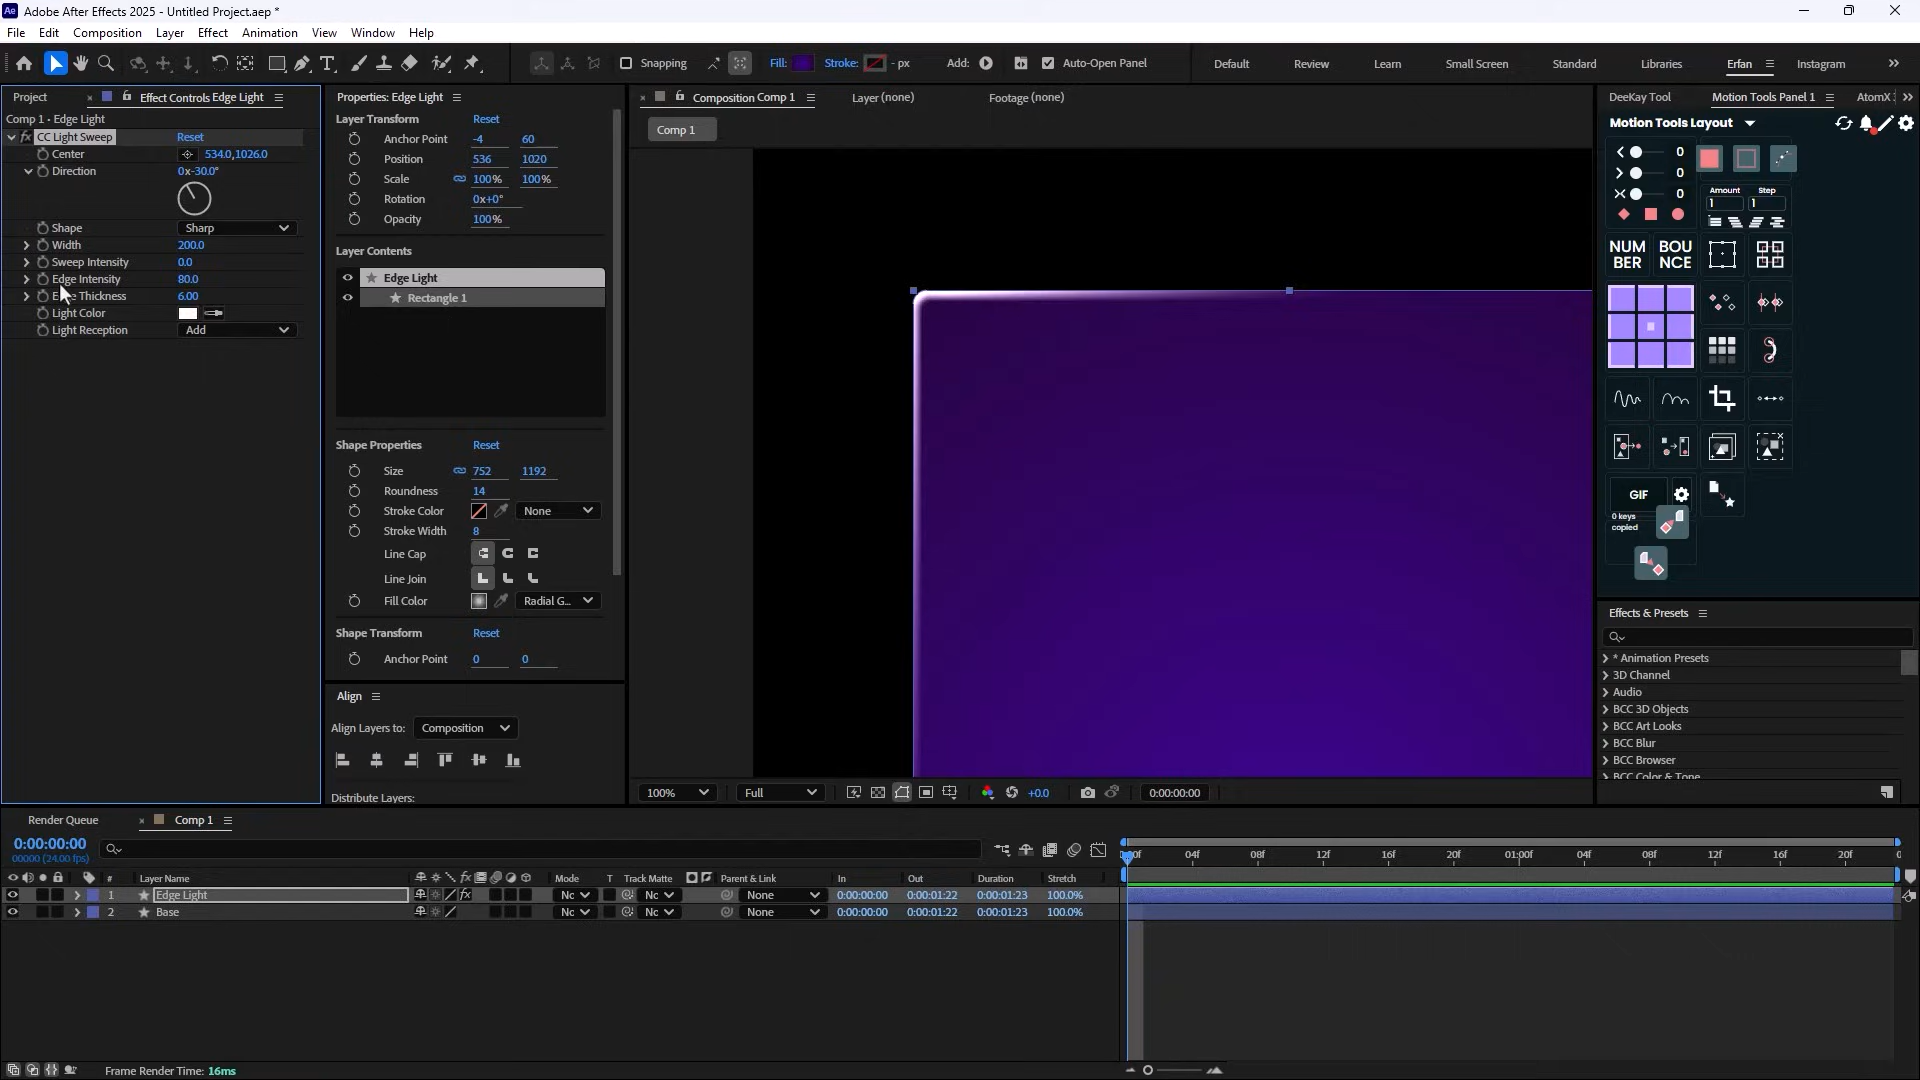 Ae Adobe After Effects 2025 - Untitled Project.aep *
File Edit Composition Layer Effect Animation View Window Help
Snapping Fill: Stroke: - px Add: Auto-Open Panel Default Review Learn Small Screen Standard Libraries Erfan Instagram
Project Effect Controls Edge Light
Comp 1 - Edge Light
fx CC Light Sweep Reset
Center 534.0,1026.0
Direction 0x-30.0°
Shape Sharp
Width 200.0
Sweep Intensity 0.0
Edge Intensity 80.0
Edge Thickness 6.00
Light Color
Light Reception Add
Properties: Edge Light
Layer Transform Reset
Anchor Point -4 60
Position 536 1020
Scale 100% 100%
Rotation 0x+0°
Opacity 100%
Layer Contents
Edge Light
Rectangle 1
Shape Properties Reset
Size 752 1192
Roundness 14
Stroke Color None
Stroke Width 8
Line Cap
Line Join
Fill Color Radial G...
Shape Transform Reset
Anchor Point 0 0
Align
Align Layers to: Composition
Distribute Layers:
Composition Comp 1 Layer (none) Footage (none)
Comp 1
100% Full +0.0 0:00:00:00
DeeKay Tool Motion Tools Panel 1 AtomX
Motion Tools Layout
0
0
0
Amount Step
1 1
NUM
BER
BOU
NCE
GIF
0 keys
copied
Effects & Presets
* Animation Presets
3D Channel
Audio
BCC 3D Objects
BCC Art Looks
BCC Blur
BCC Browser
BCC Color & Tone
Render Queue Comp 1
0:00:00:00
00000 (24.00 fps)
04f 08f 12f 16f 20f 01:00f 04f 08f 12f 16f 20f
# Layer Name fx Mode T Track Matte Parent & Link In Out Duration Stretch
1 Edge Light fx Nc Nc None 0:00:00:00 0:00:01:22 0:00:01:23 100.0%
2 Base Nc Nc None 0:00:00:00 0:00:01:22 0:00:01:23 100.0%
Frame Render Time: 16ms